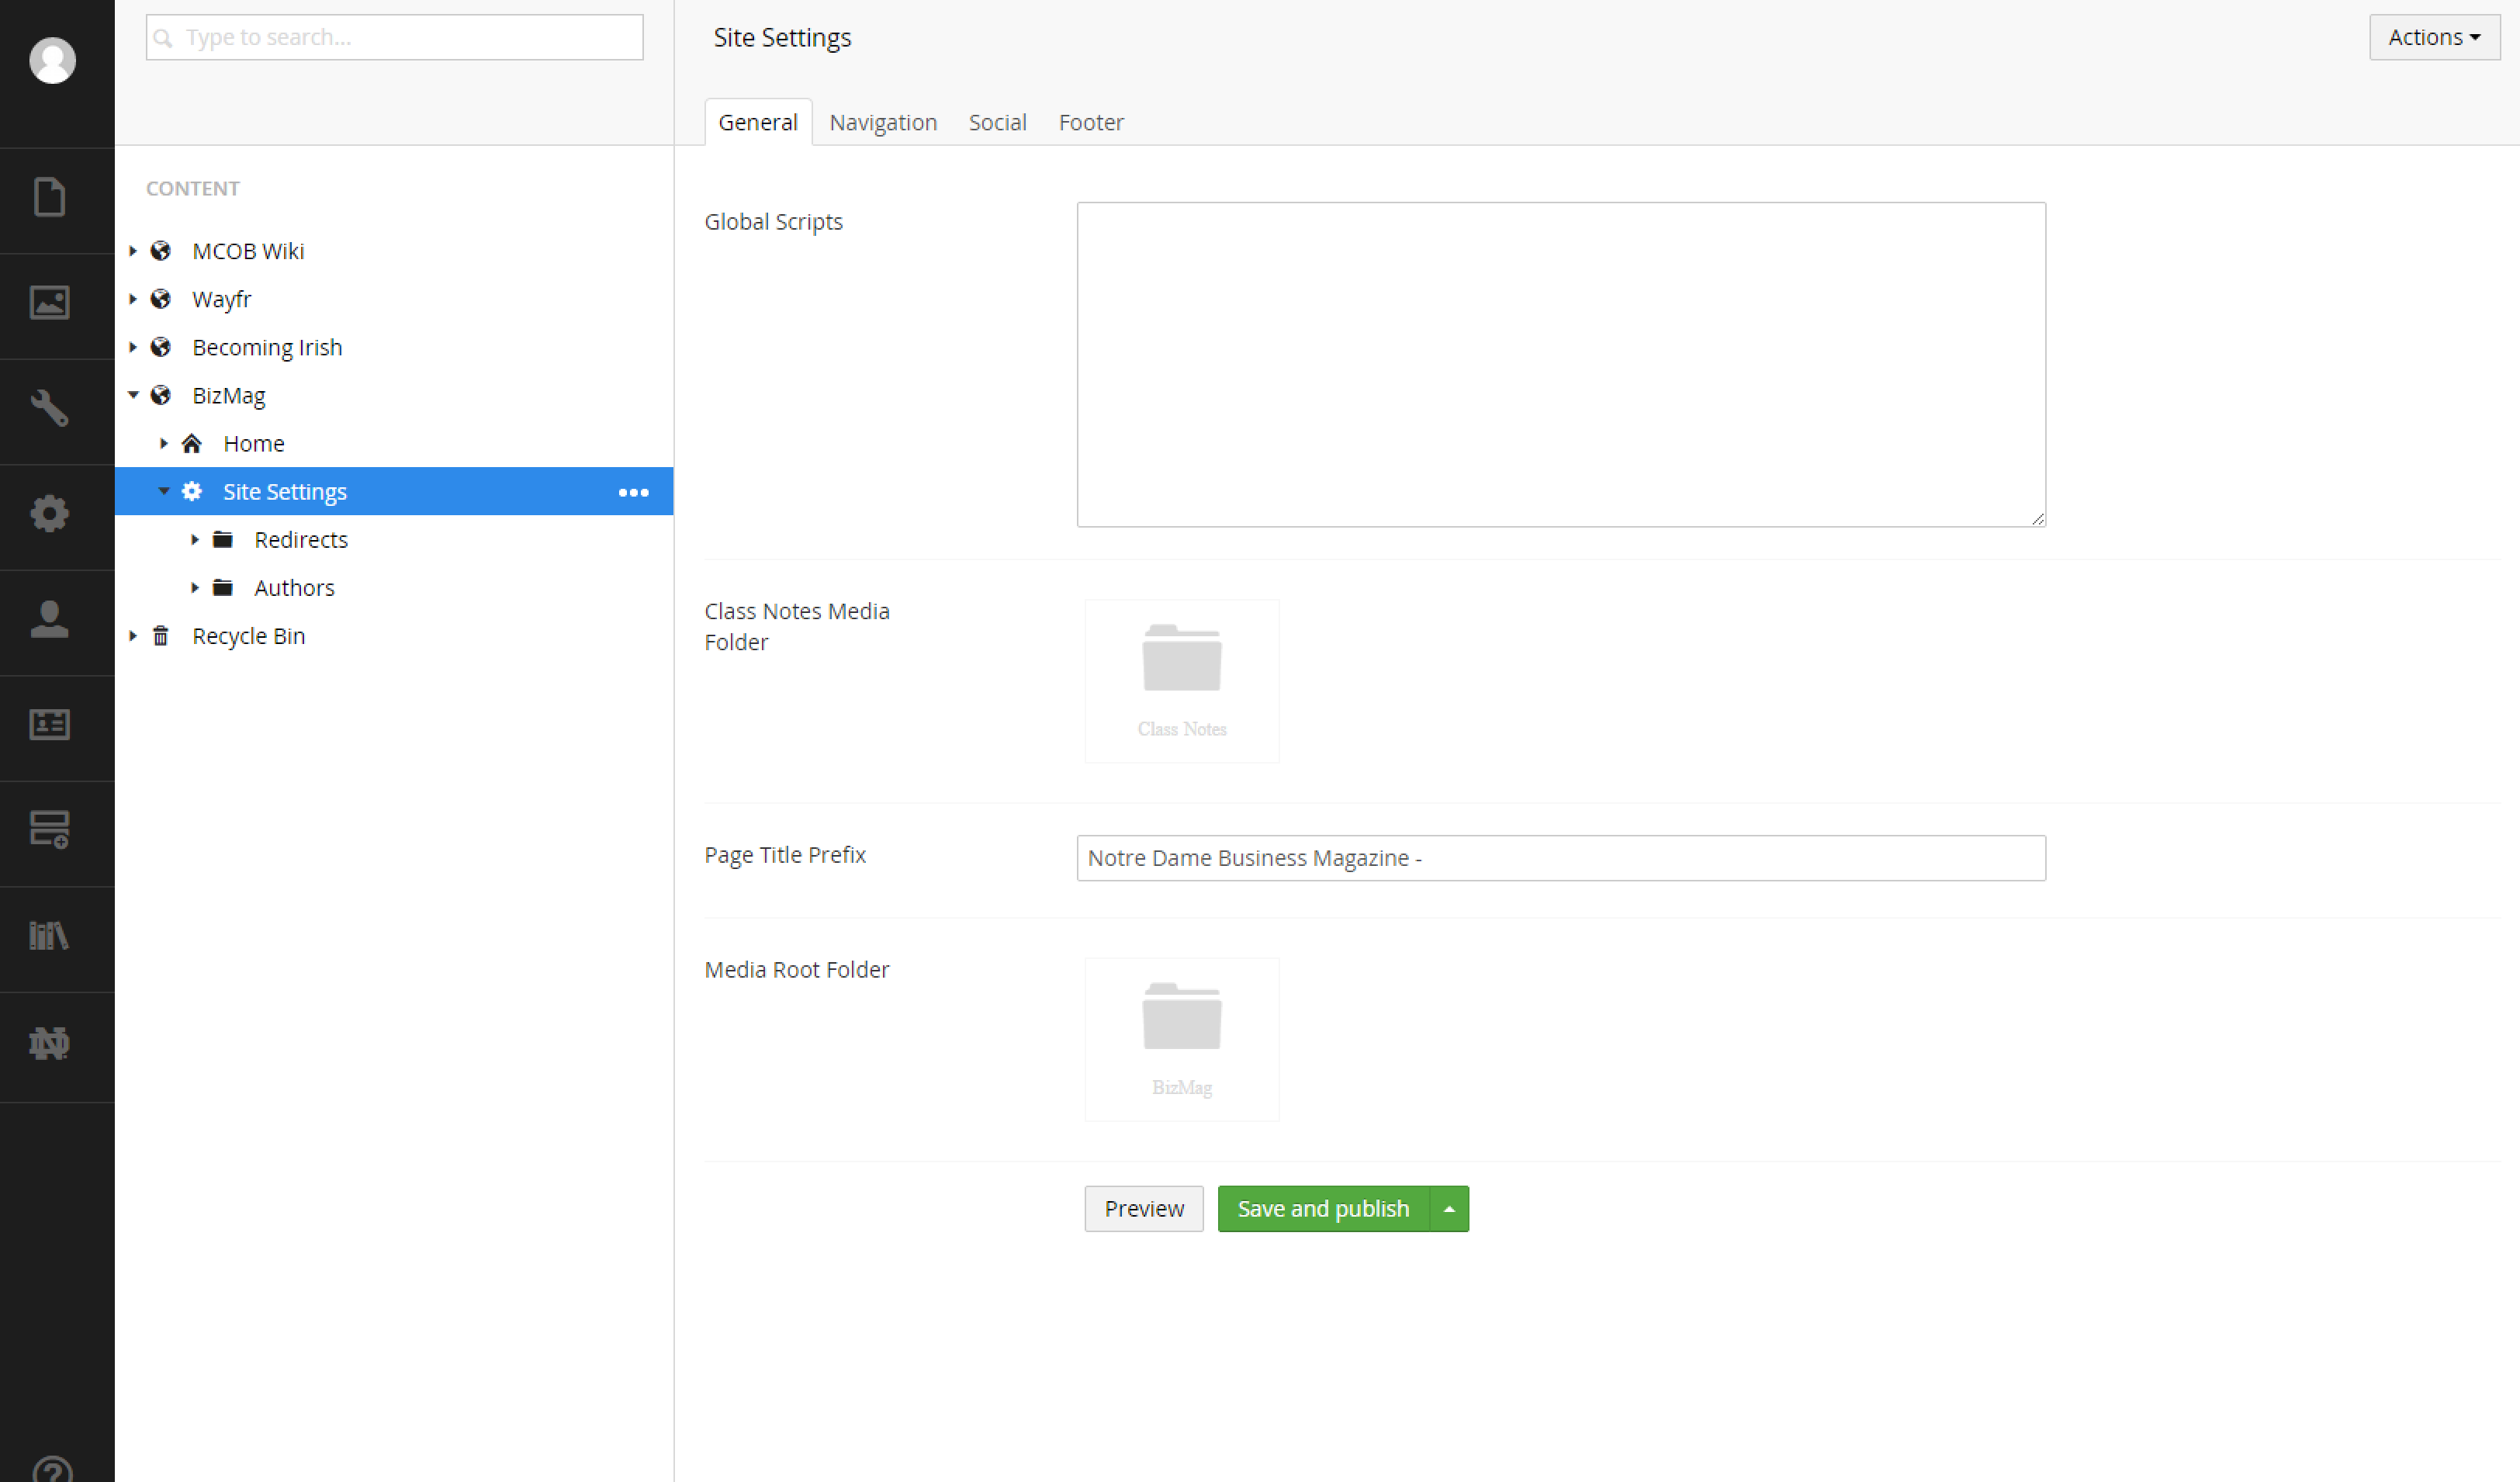 Type to search...
Site Settings
Actions
General
Navigation
Social
Footer
CONTENT
MCOB Wiki
Wayfr
Becoming Irish
BizMag
Home
Site Settings
Redirects
Authors
Recycle Bin
Global Scripts
Class Notes Media
Folder
Class Notes
Page Title Prefix
Notre Dame Business Magazine -
Media Root Folder
BizMag
Preview
Save and publish